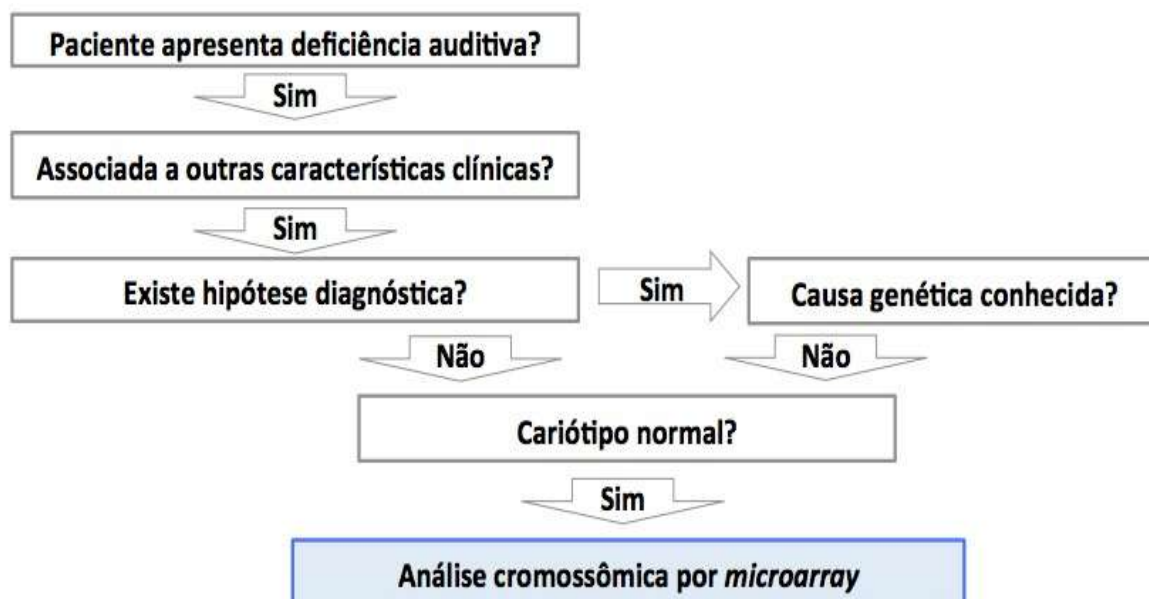 Paciente apresenta deficiência auditiva?
Sim
Associada a outras características clínicas?
Sim
Existe hipótese diagnóstica?
Sim
Causa genética conhecida?
Não
Não
Cariótipo normal?
Sim
Análise cromossômica por microarray